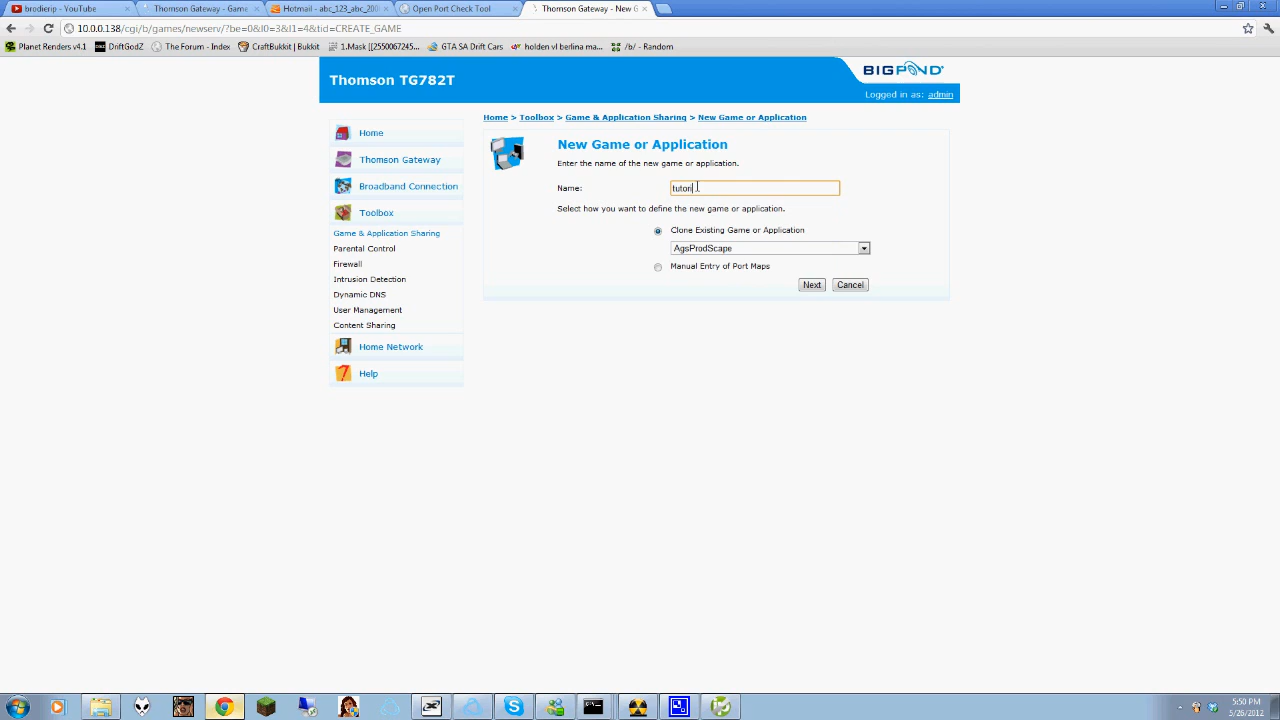 brodierip - YouTube
Thomson Gateway - Game
Hotmail - abc_123_abc_200
Open Port Check Tool
Thomson Gateway - New G
10.0.0.138/cgi/b/games/newserv/?be=0&l0=3&l1=4&tid=CREATE_GAME
Planet Renders v4.1
DriftGodZ
The Forum - Index
CraftBukkit | Bukkit
1.Mask [[2550067245...
GTA SA Drift Cars
holden vl berlina ma...
/b/ - Random
Thomson TG782T
BIGPOND
Logged in as: admin
Home > Toolbox > Game & Application Sharing > New Game or Application
Home
Thomson Gateway
Broadband Connection
Toolbox
Game & Application Sharing
Parental Control
Firewall
Intrusion Detection
Dynamic DNS
User Management
Content Sharing
Home Network
Help
New Game or Application
Enter the name of the new game or application.
Name: tutori
Select how you want to define the new game or application.
Clone Existing Game or Application
AgsProdScape
Manual Entry of Port Maps
Next Cancel
5:50 PM
5/26/2012